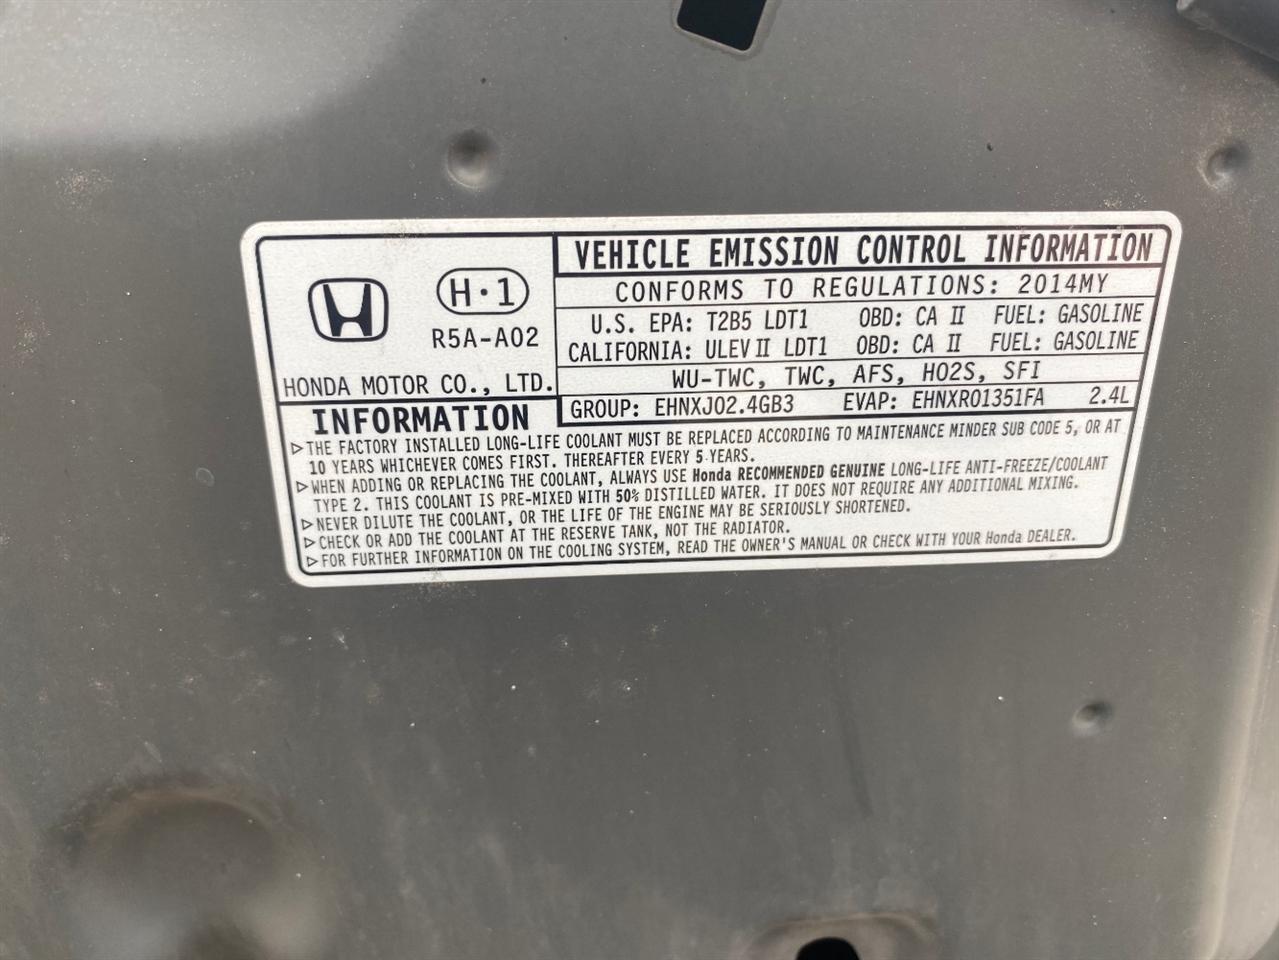 H·1
R5A-A02
HONDA MOTOR CO., LTD.
VEHICLE EMISSION CONTROL INFORMATION
CONFORMS TO REGULATIONS: 2014MY
U.S. EPA: T2B5 LDT1 OBD: CA II FUEL: GASOLINE
CALIFORNIA: ULEV II LDT1 OBD: CA II FUEL: GASOLINE
WU-TWC, TWC, AFS, HO2S, SFI
GROUP: EHNXJ02.4GB3 EVAP: EHNXR01351FA 2.4L
INFORMATION
▷THE FACTORY INSTALLED LONG-LIFE COOLANT MUST BE REPLACED ACCORDING TO MAINTENANCE MINDER SUB CODE 5, OR AT
10 YEARS WHICHEVER COMES FIRST. THEREAFTER EVERY 5 YEARS.
▷WHEN ADDING OR REPLACING THE COOLANT, ALWAYS USE Honda RECOMMENDED GENUINE LONG-LIFE ANTI-FREEZE/COOLANT
TYPE 2. THIS COOLANT IS PRE-MIXED WITH 50% DISTILLED WATER. IT DOES NOT REQUIRE ANY ADDITIONAL MIXING.
▷NEVER DILUTE THE COOLANT, OR THE LIFE OF THE ENGINE MAY BE SERIOUSLY SHORTENED.
▷CHECK OR ADD THE COOLANT AT THE RESERVE TANK, NOT THE RADIATOR.
▷FOR FURTHER INFORMATION ON THE COOLING SYSTEM, READ THE OWNER'S MANUAL OR CHECK WITH YOUR Honda DEALER.